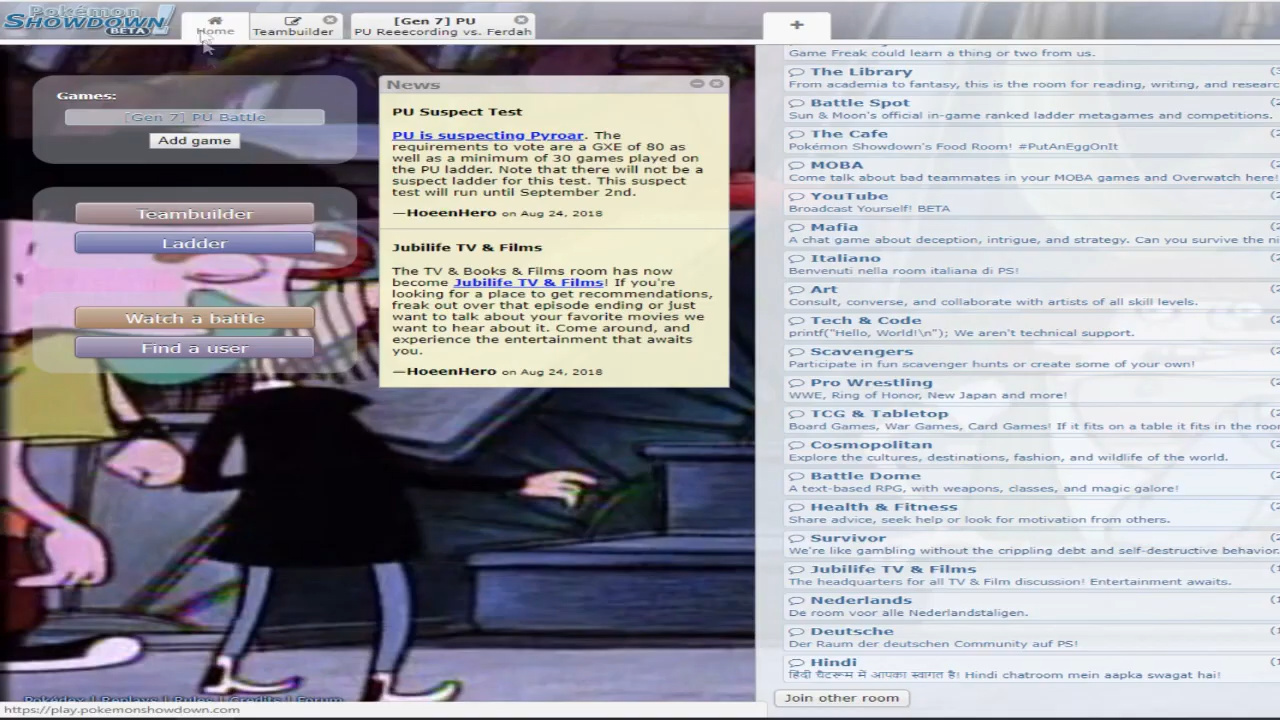 Pokémon
SHOWDOWN!
BETA
Home
Teambuilder
[Gen 7] PU
PU Reeecording vs. Ferdah
+
Games:
[Gen 7] PU Battle
Add game
Teambuilder
Ladder
Watch a battle
Find a user
News
PU Suspect Test
PU is suspecting Pyroar. The
requirements to vote are a GXE of 80 as
well as a minimum of 30 games played on
the PU ladder. Note that there will not be a
suspect ladder for this test. This suspect
test will run until September 2nd.
—HoeenHero on Aug 24, 2018
Jubilife TV & Films
The TV & Books & Films room has now
become Jubilife TV & Films! If you're
looking for a place to get recommendations,
freak out over that episode ending or just
want to talk about your favorite movies we
want to hear about it. Come around, and
experience the entertainment that awaits
you.
—HoeenHero on Aug 24, 2018
Game Freak could learn a thing or two from us.
The Library
From academia to fantasy, this is the room for reading, writing, and
Battle Spot
Sun & Moon's official in-game ranked ladder metagames and competitions.
The Cafe
Pokémon Showdown's Food Room! #PutAnEggOnIt
MOBA
Come talk about bad teammates in your MOBA games and Overwatch here!
YouTube
Broadcast Yourself! BETA
Mafia
A chat game about deception, intrigue, and strategy. Can you survive the
Italiano
Benvenuti nella room italiana di PS!
Art
Consult, converse, and collaborate with artists of all skill levels.
Tech & Code
printf("Hello, World!\n"); We aren't technical support.
Scavengers
Participate in fun scavenger hunts or create some of your own!
Pro Wrestling
WWE, Ring of Honor, New Japan and more!
TCG & Tabletop
Board Games, War Games, Card Games! If it fits on a table it fits in the
Cosmopolitan
Explore the cultures, destinations, fashion, and wildlife of the world.
Battle Dome
A text-based RPG, with weapons, classes, and magic galore!
Health & Fitness
Share advice, seek help or look for motivation from others.
Survivor
We're like gambling without the crippling debt and self-destructive behavior.
Jubilife TV & Films
The headquarters for all TV & Film discussion! Entertainment awaits.
Nederlands
De room voor alle Nederlandstaligen.
Deutsche
Der Raum der deutschen Community auf PS!
Hindi
हिंदी चैटरूम में आपका स्वागत है! Hindi chatroom mein aapka swagat hai!
Join other room
Pokédex | Replays | Rules | Credits | Forum
https://play.pokemonshowdown.com